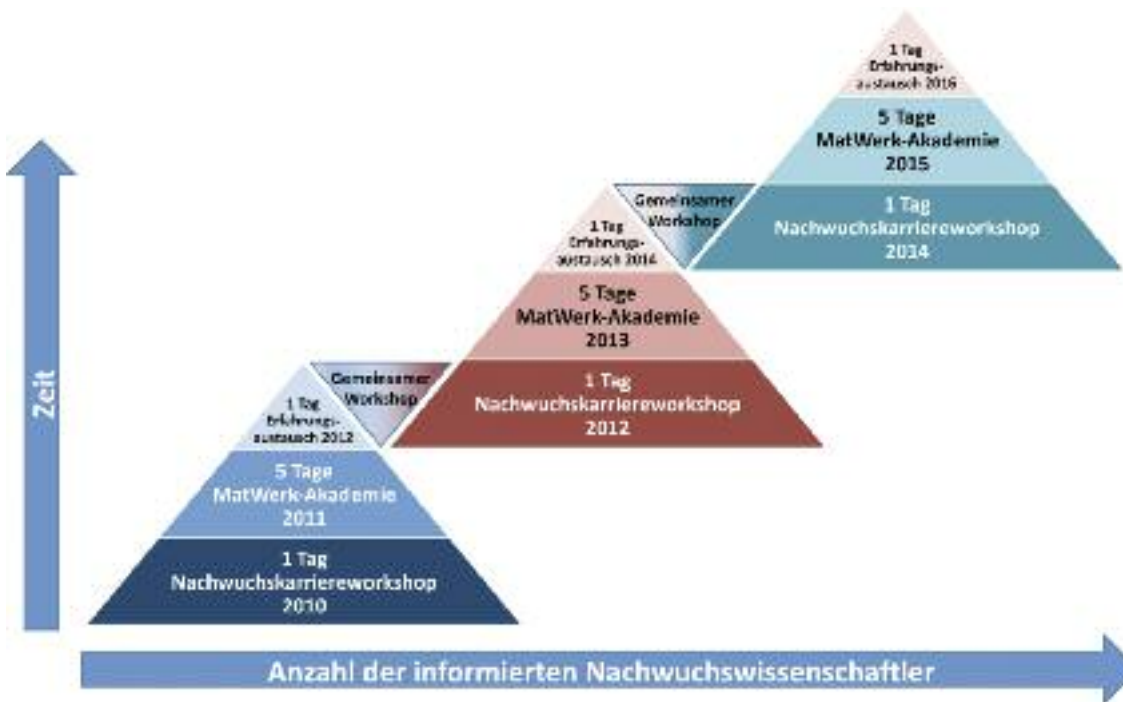 1 Tag
Erfahrungs-
austausch 2016
5 Tage
MatWerk-Akademie
2015
1 Tag
Nachwuchskarriereworkshop
2014
Gemeinsamer
Workshop
1 Tag
Erfahrungs-
austausch 2014
5 Tage
MatWerk-Akademie
2013
1 Tag
Nachwuchskarriereworkshop
2012
Gemeinsamer
Workshop
1 Tag
Erfahrungs-
austausch 2012
5 Tage
MatWerk-Akademie
2011
1 Tag
Nachwuchskarriereworkshop
2010
Zeit
Anzahl der informierten Nachwuchswissenschaftler